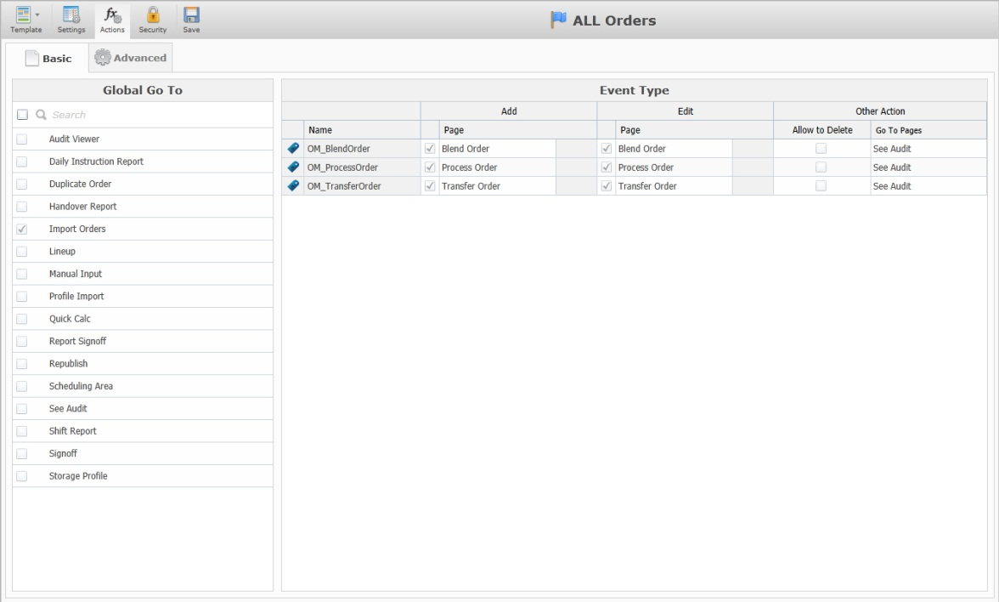 Template Settings Actions Security Save
ALL Orders
Basic Advanced
Global Go To
Search
Audit Viewer
Daily Instruction Report
Duplicate Order
Handover Report
Import Orders
Lineup
Manual Input
Profile Import
Quick Calc
Report Signoff
Republish
Scheduling Area
See Audit
Shift Report
Signoff
Storage Profile
Event Type
Add Edit Other Action
Name Page Page Allow to Delete Go To Pages
OM_BlendOrder Blend Order Blend Order See Audit
OM_ProcessOrder Process Order Process Order See Audit
OM_TransferOrder Transfer Order Transfer Order See Audit